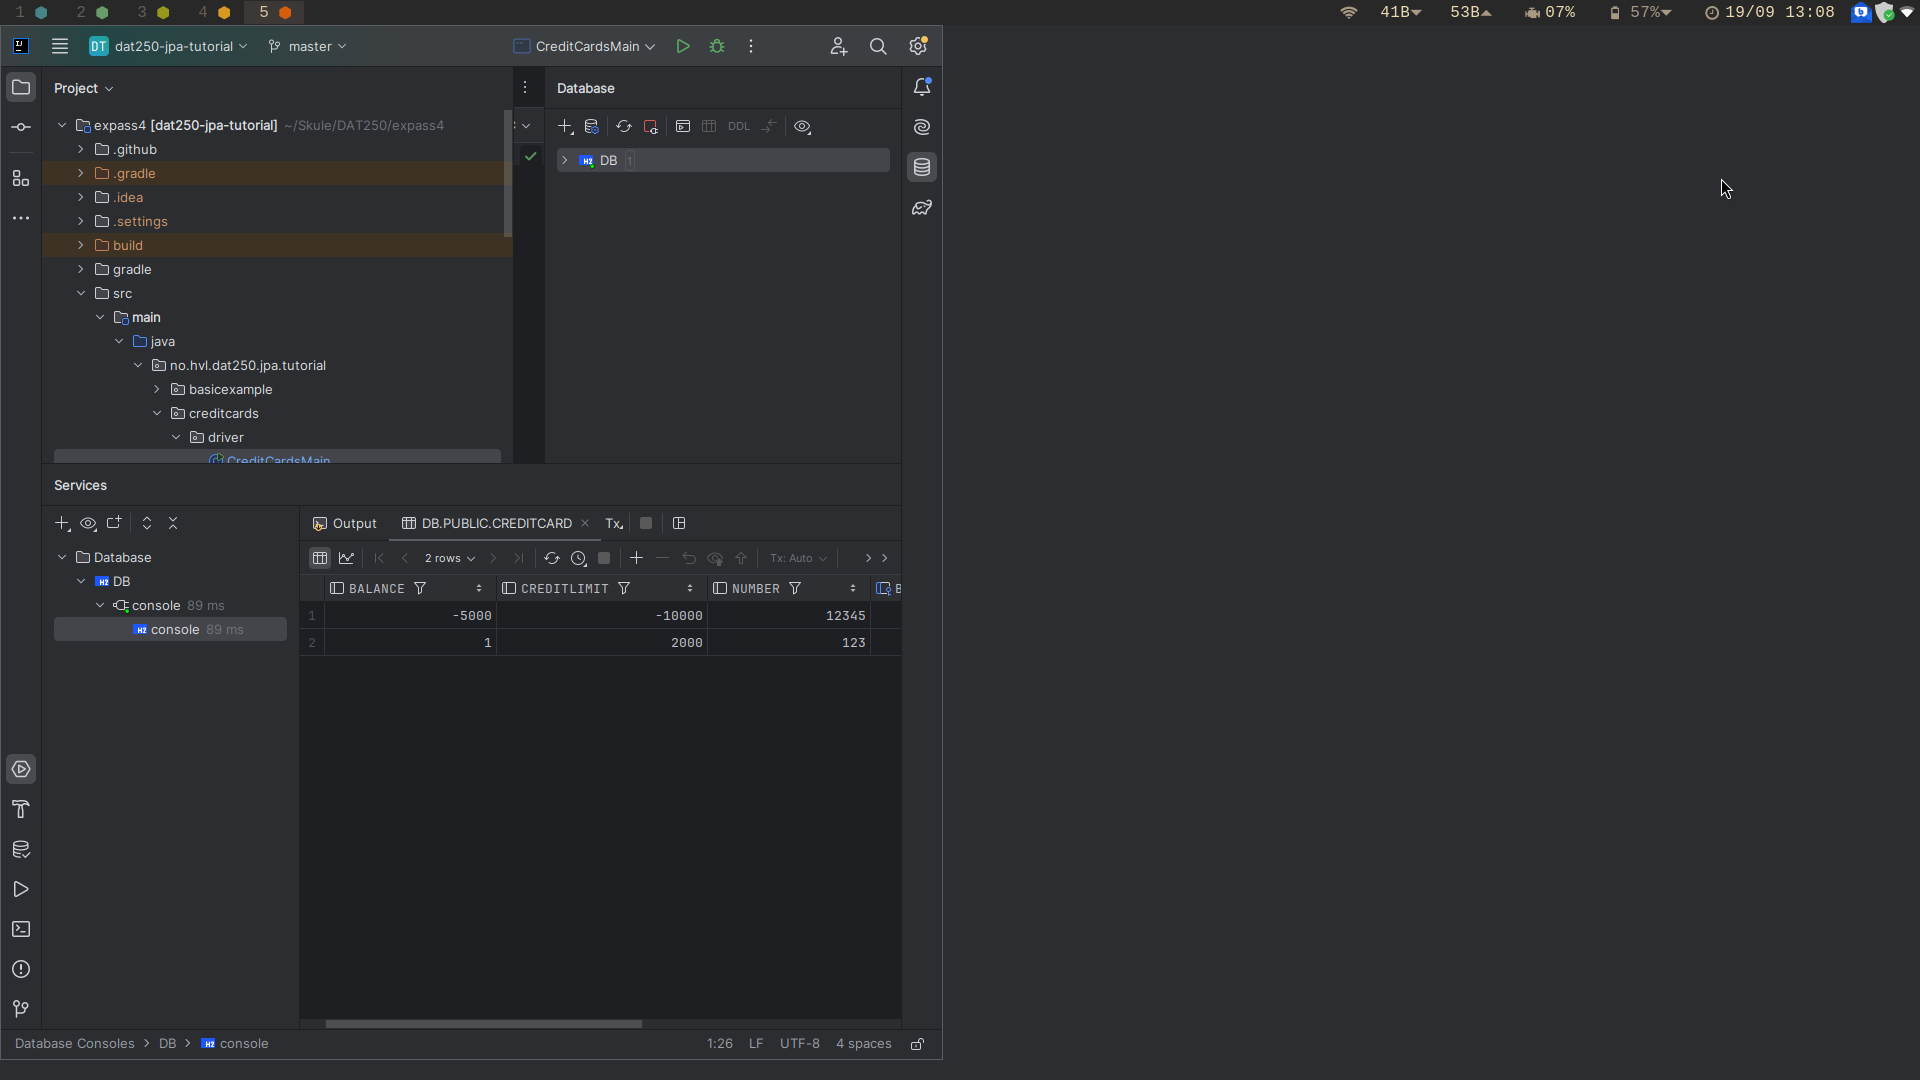 1 2 3 4 5 41B 53B 07% 57% 19/09 13:08
DT dat250-jpa-tutorial master CreditCardsMain
Project
Database
expass4 [dat250-jpa-tutorial] ~/Skule/DAT250/expass4
DDL
.github
DB 1
.gradle
.idea
.settings
build
gradle
src
main
java
no.hvl.dat250.jpa.tutorial
basicexample
creditcards
driver
CreditCardsMain
Services
Output DB.PUBLIC.CREDITCARD Tx
Database
2 rows Tx: Auto
DB
BALANCE CREDITLIMIT NUMBER B
console 89 ms
1 -5000 -10000 12345
console 89 ms
2 1 2000 123
Database Consoles DB console 1:26 LF UTF-8 4 spaces